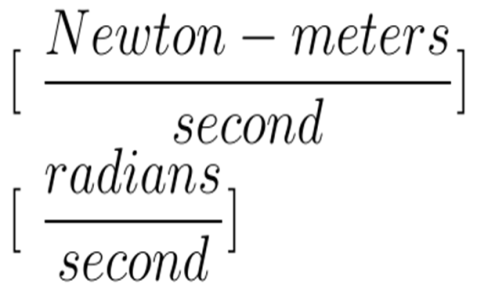 [ Newton − meters / second ]
[ radians / second ]